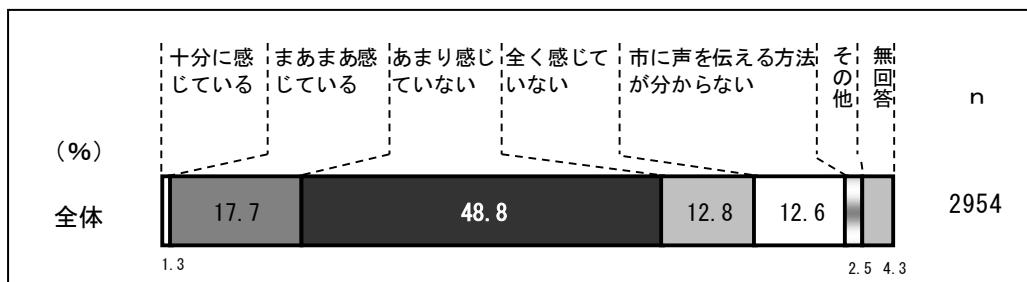 十分に感
じている
まあまあ感
じている
あまり感じ
ていない
全く感じて
いない
市に声を伝える方法
が分からない
その他
無回答
n
(%)
全体
17.7
48.8
12.8
12.6
2954
1.3
2.5
4.3